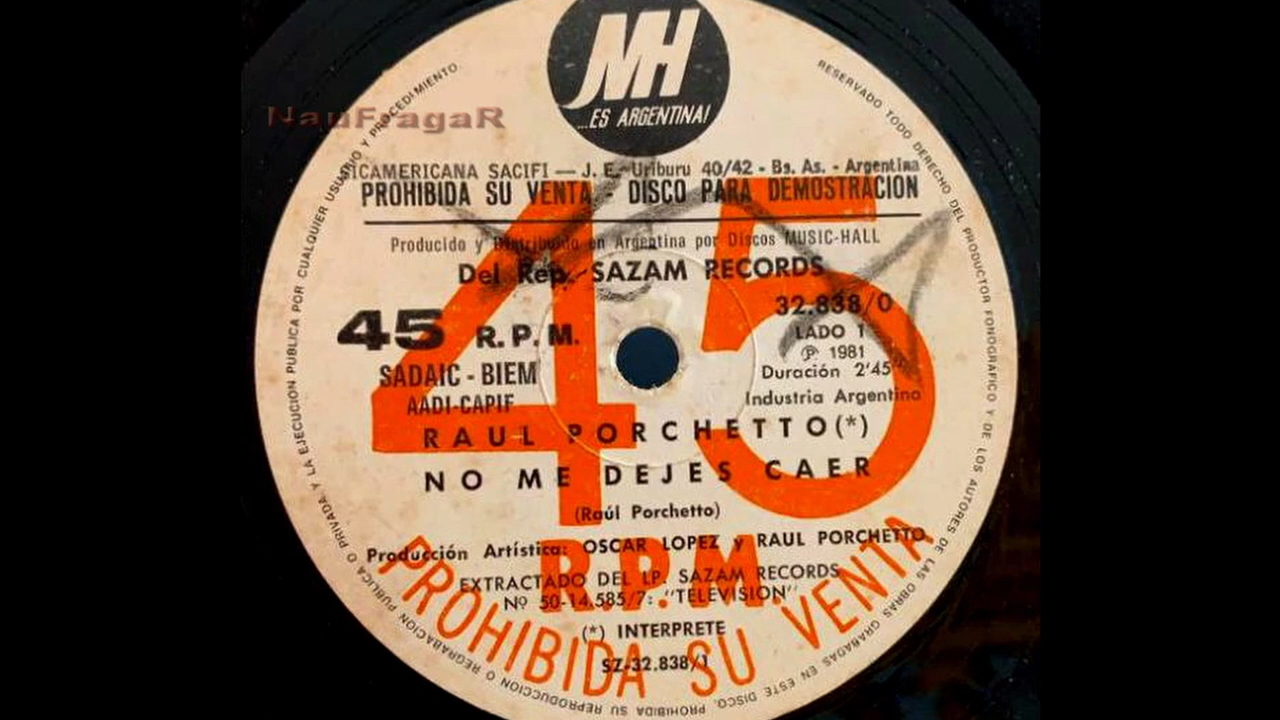 MH
...ES ARGENTINA!
NauFragaR
SICAMERICANA SACIFI — J. E. Uriburu 40/42 - Bs. As. - Argentina
PROHIBIDA SU VENTA - DISCO PARA DEMOSTRACION
Producido y Distribuido en Argentina por Discos MUSIC-HALL
Del Rep. SAZAM RECORDS
32.838/0
45 R.P.M.
LADO 1
℗ 1981
SADAIC - BIEM
Duración 2'45"
AADI-CAPIF
Industria Argentina
RAUL PORCHETTO(*)
NO ME DEJES CAER
(Raúl Porchetto)
Producción Artística: OSCAR LOPEZ y RAUL PORCHETTO
EXTRACTADO DEL LP. SAZAM RECORDS
Nº 50-14.585/7: "TELEVISION"
(*) INTERPRETE
SZ-32.838/1
45
R.P.M.
PROHIBIDA SU VENTA
RESERVADO TODO DERECHO DEL PRODUCTOR FONOGRAFICO Y DE LOS AUTORES DE LAS OBRAS GRABADAS EN ESTE DISCO. PROHIBIDA SU REPRODUCCION O REGRABACION PUBLICA O PRIVADA, Y LA EJECUCION PUBLICA POR CUALQUIER USUARIO Y PROCEDIMIENTO